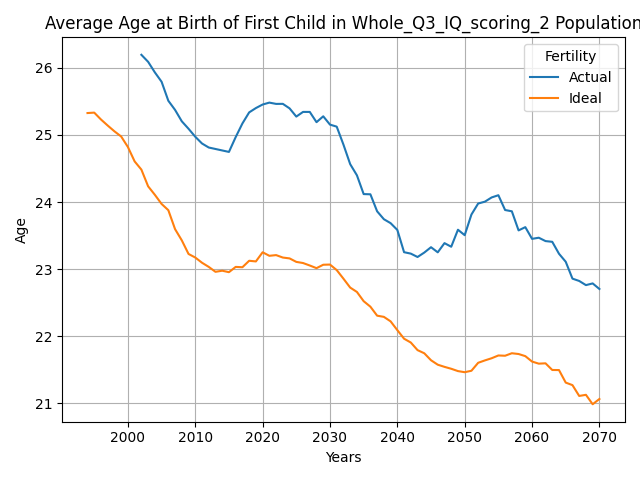 Average Age at Birth of First Child in Whole_Q3_IQ_scoring_2 Population
Fertility
Actual
Ideal
26
25
24
23
22
21
Age
2000 2010 2020 2030 2040 2050 2060 2070
Years